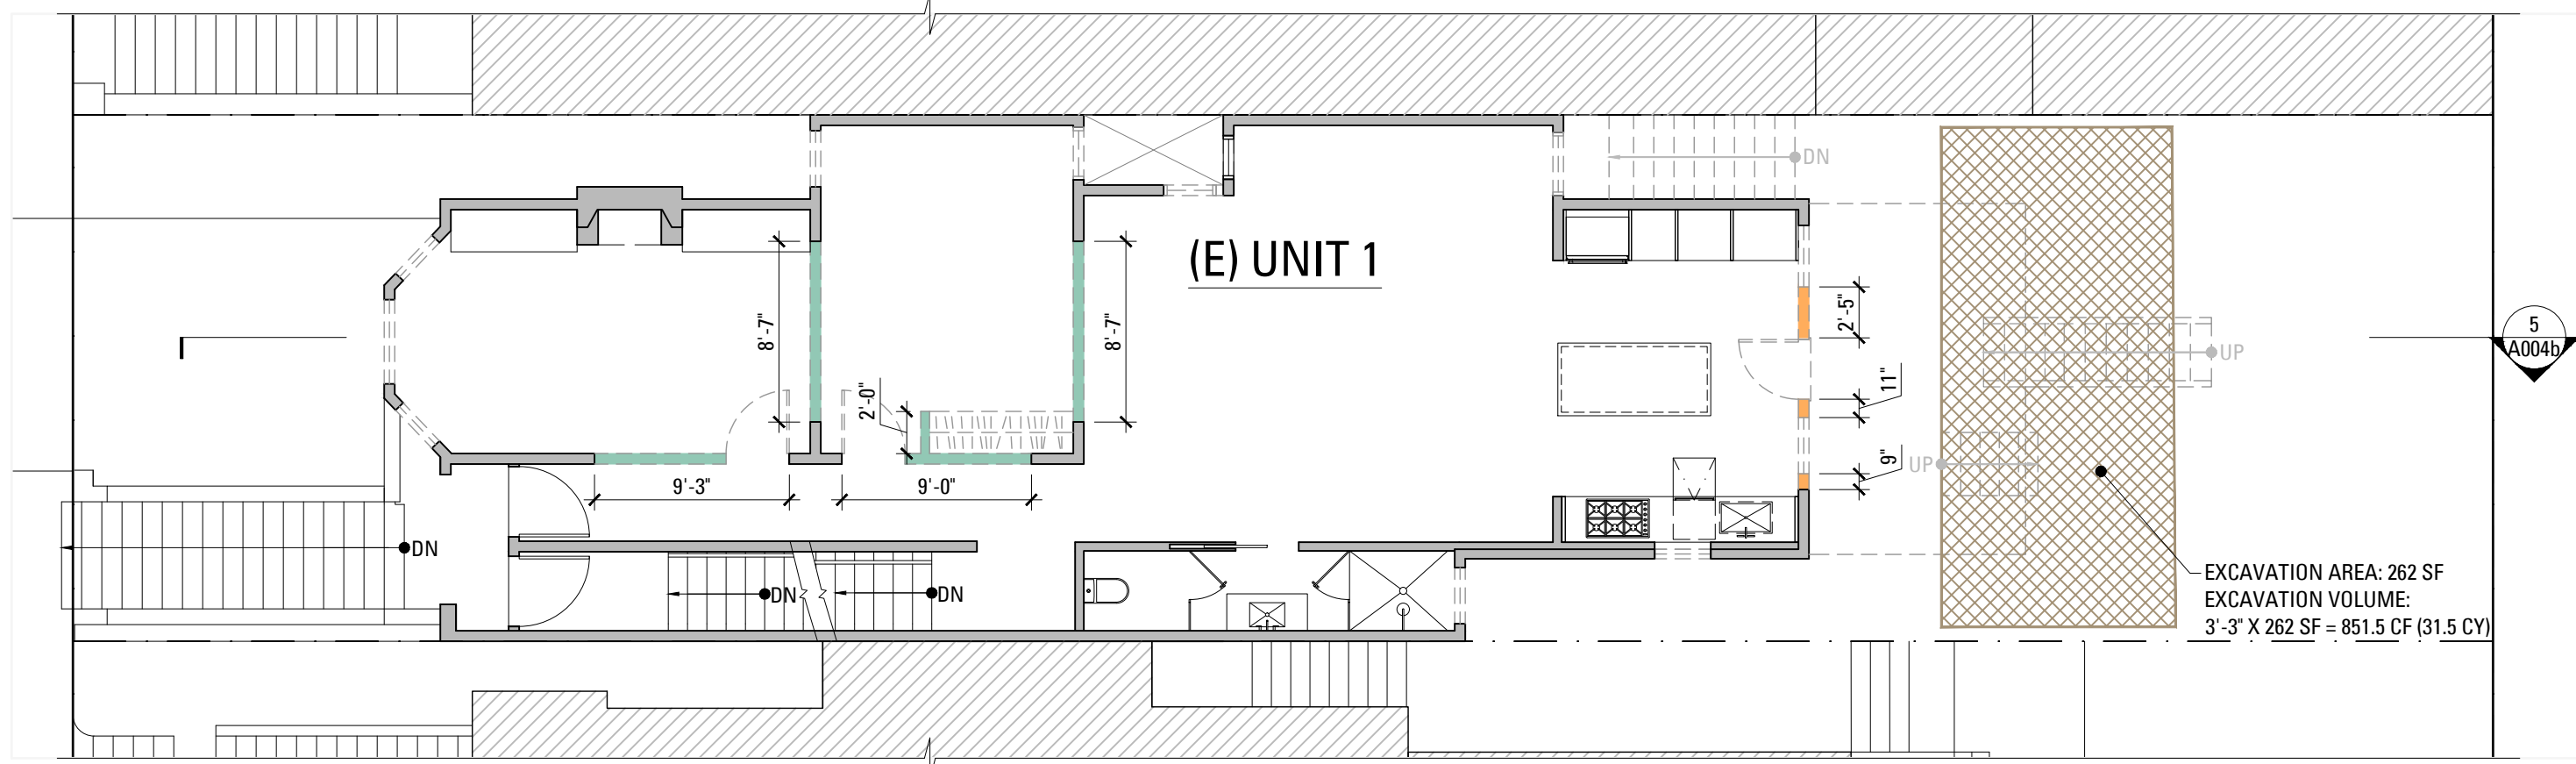 DN
(E) UNIT 1
8'-7"
8'-7"
2'-0"
2'-5"
11"
9"
UP
UP
5
A004b
9'-3"
9'-0"
DN
DN
DN
EXCAVATION AREA: 262 SF
EXCAVATION VOLUME:
3'-3" X 262 SF = 851.5 CF (31.5 CY)